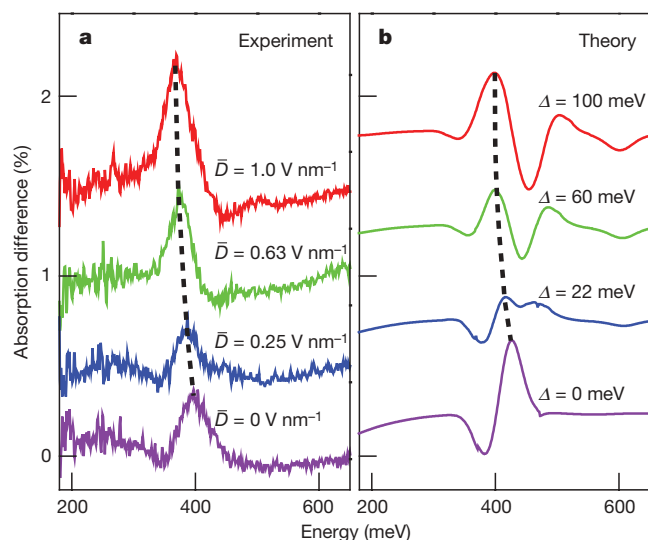 a Experiment
b Theory
Absorption difference (%)
2
1
0
D̄ = 1.0 V nm⁻¹
D̄ = 0.63 V nm⁻¹
D̄ = 0.25 V nm⁻¹
D̄ = 0 V nm⁻¹
Δ = 100 meV
Δ = 60 meV
Δ = 22 meV
Δ = 0 meV
200 400 600 200 400 600
Energy (meV)